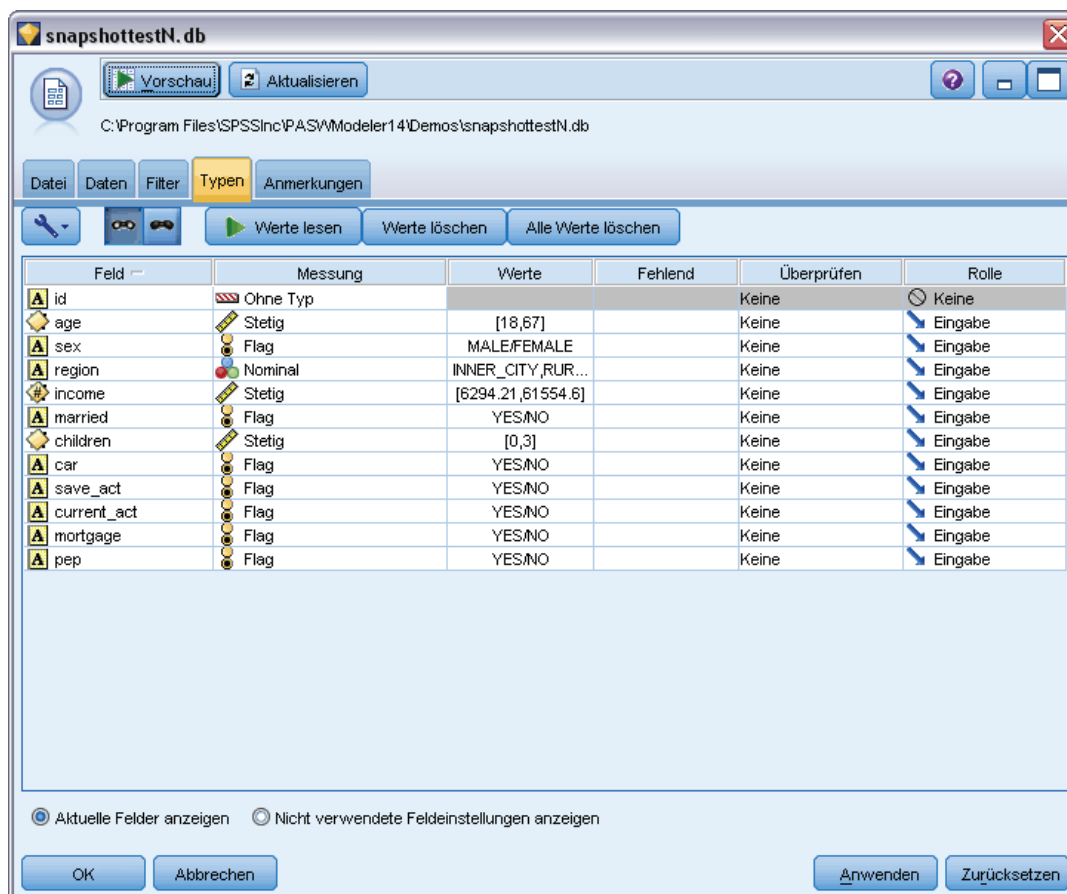 snapshottestN.db
Vorschau Aktualisieren
C:\Program Files\SPSSInc\PASWModeler14\Demos\snapshottestN.db
Datei Daten Filter Typen Anmerkungen
Werte lesen Werte löschen Alle Werte löschen
Feld Messung Werte Fehlend Überprüfen Rolle
id Ohne Typ Keine Keine
age Stetig [18,67] Keine Eingabe
sex Flag MALE/FEMALE Keine Eingabe
region Nominal INNER_CITY,RUR... Keine Eingabe
income Stetig [6294.21,61554.6] Keine Eingabe
married Flag YES/NO Keine Eingabe
children Stetig [0,3] Keine Eingabe
car Flag YES/NO Keine Eingabe
save_act Flag YES/NO Keine Eingabe
current_act Flag YES/NO Keine Eingabe
mortgage Flag YES/NO Keine Eingabe
pep Flag YES/NO Keine Eingabe
Aktuelle Felder anzeigen Nicht verwendete Feldeinstellungen anzeigen
OK Abbrechen Anwenden Zurücksetzen